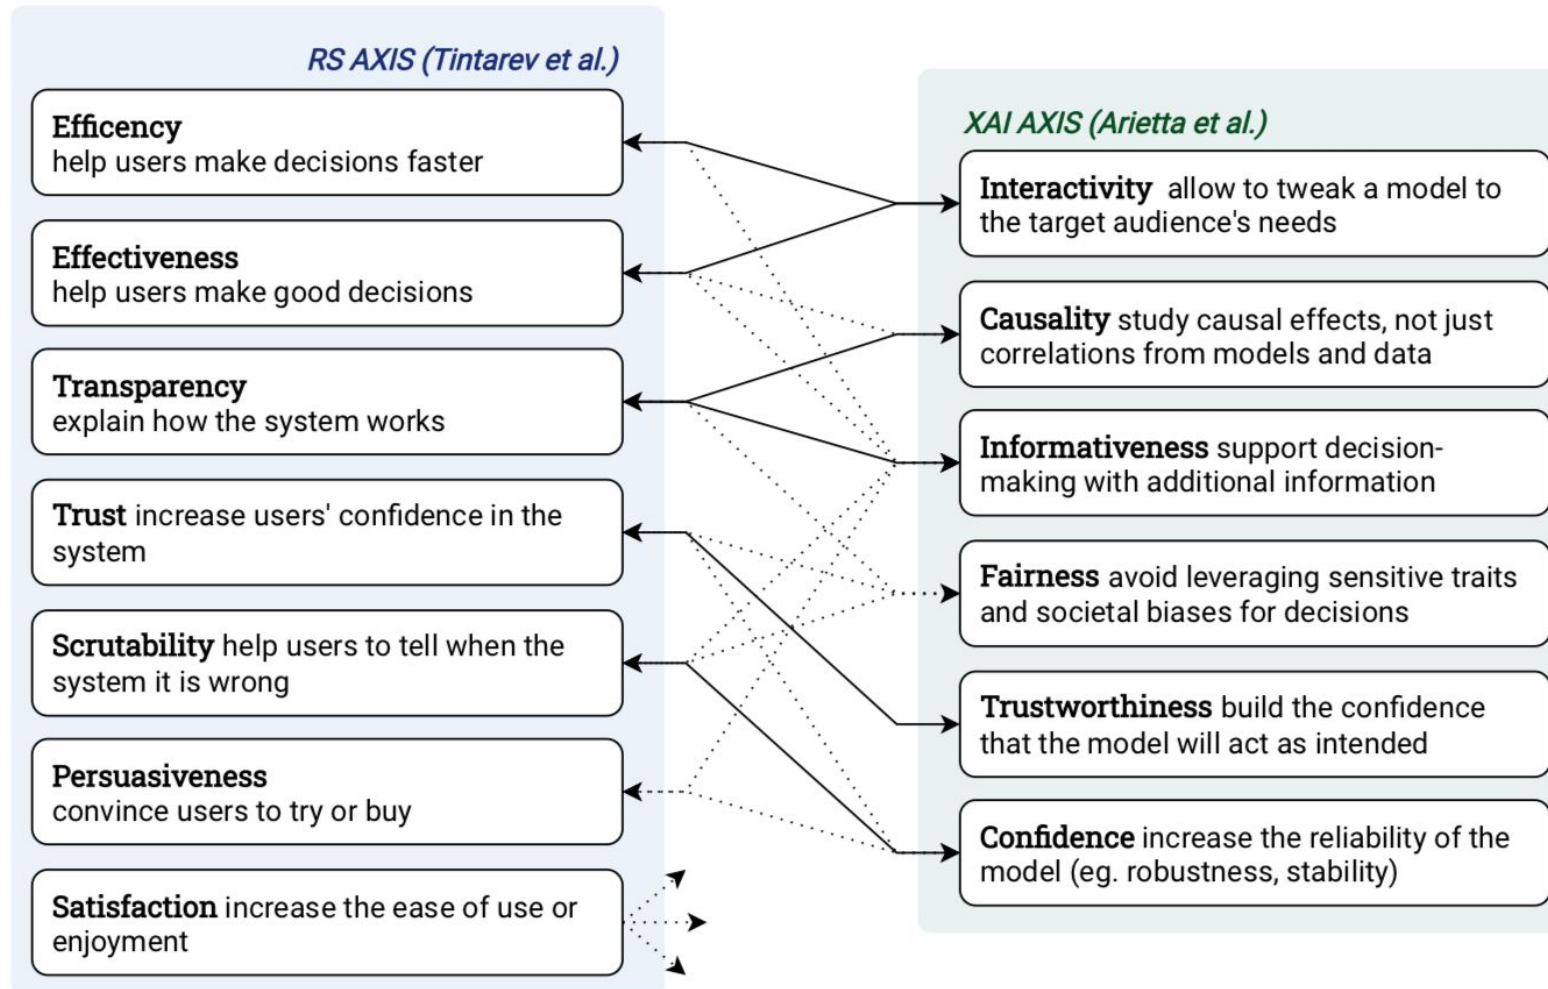 RS AXIS (Tintarev et al.)
Efficency
help users make decisions faster
Effectiveness
help users make good decisions
Transparency
explain how the system works
Trust increase users' confidence in the
system
Scrutability help users to tell when the
system it is wrong
Persuasiveness
convince users to try or buy
Satisfaction increase the ease of use or
enjoyment
XAI AXIS (Arietta et al.)
Interactivity allow to tweak a model to
the target audience's needs
Causality study causal effects, not just
correlations from models and data
Informativeness support decision-
making with additional information
Fairness avoid leveraging sensitive traits
and societal biases for decisions
Trustworthiness build the confidence
that the model will act as intended
Confidence increase the reliability of the
model (eg. robustness, stability)